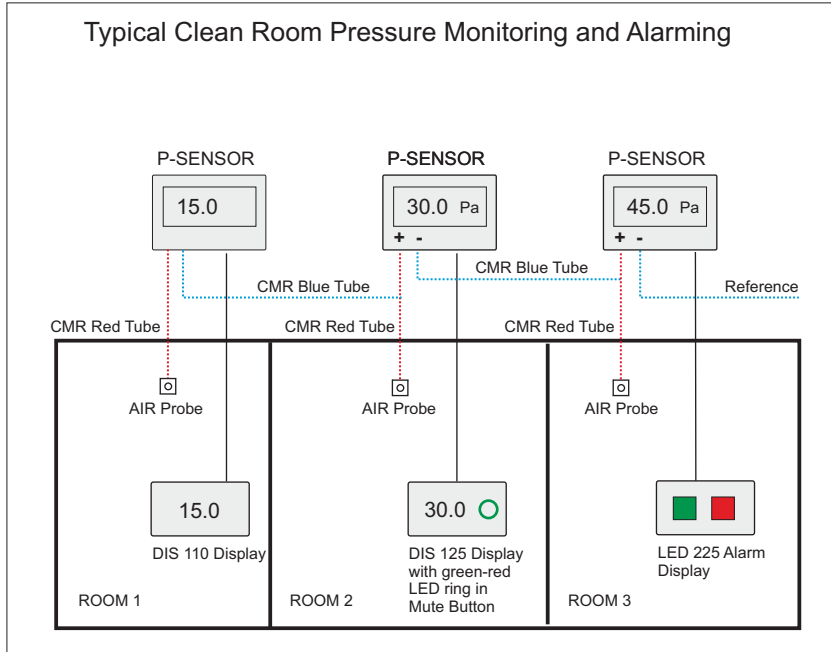 Typical Clean Room Pressure Monitoring and Alarming
P-SENSOR
P-SENSOR
P-SENSOR
15.0
30.0 Pa
45.0 Pa
+ -
+ -
CMR Blue Tube
CMR Blue Tube
Reference
CMR Red Tube
CMR Red Tube
CMR Red Tube
AIR Probe
AIR Probe
AIR Probe
15.0
30.0
DIS 110 Display
DIS 125 Display
with green-red
LED ring in
Mute Button
LED 225 Alarm
Display
ROOM 1
ROOM 2
ROOM 3